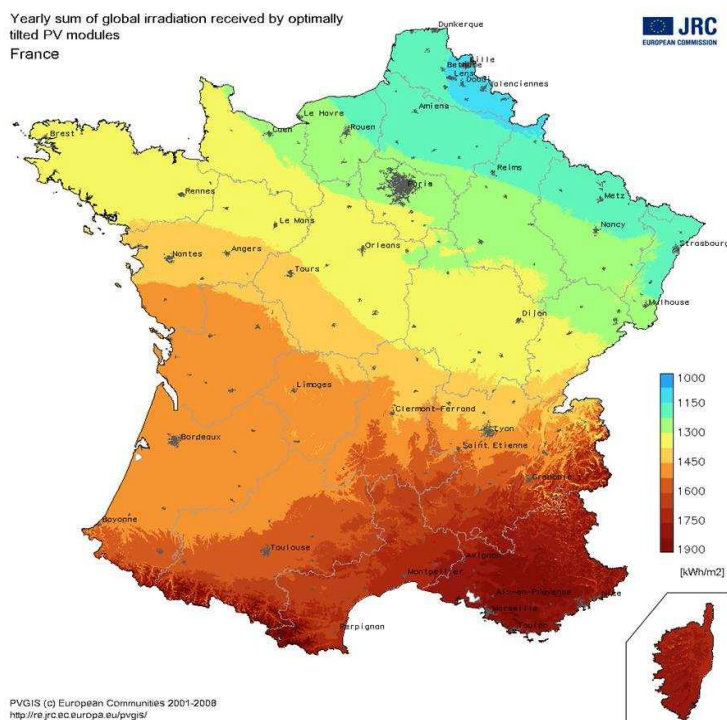 Yearly sum of global irradiation received by optimally
tilted PV modules
France
JRC
EUROPEAN COMMISSION
Dunkerque
Lille
Lens
Valenciennes
Amiens
Le Havre
Rouen
Caen
Reims
Brest
Paris
Metz
Nancy
Strasbourg
Rennes
Le Mans
Orleans
Nantes
Angers
Tours
Mulhouse
Dijon
Limoges
Clermont-Ferrand
Lyon
Saint Etienne
Bordeaux
Grenoble
Bayonne
Toulouse
Avignon
Montpellier
Aix-en-Provence
Nice
Marseille
Toulon
Perpignan
1000
1150
1300
1450
1600
1750
1900
[kWh/m2]
PVGIS (c) European Communities 2001-2008
http://re.jrc.ec.europa.eu/pvgis/